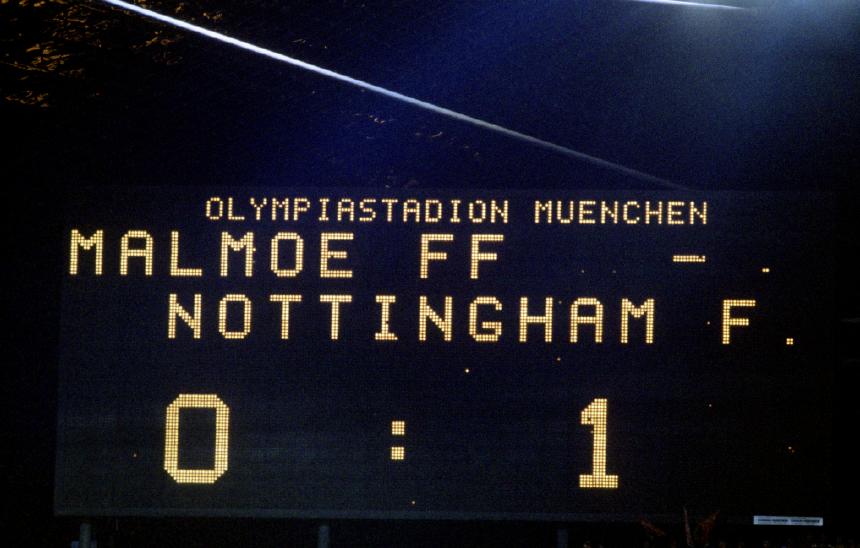 OLYMPIASTADION MUENCHEN
MALMOE FF -
NOTTINGHAM F.
0 : 1